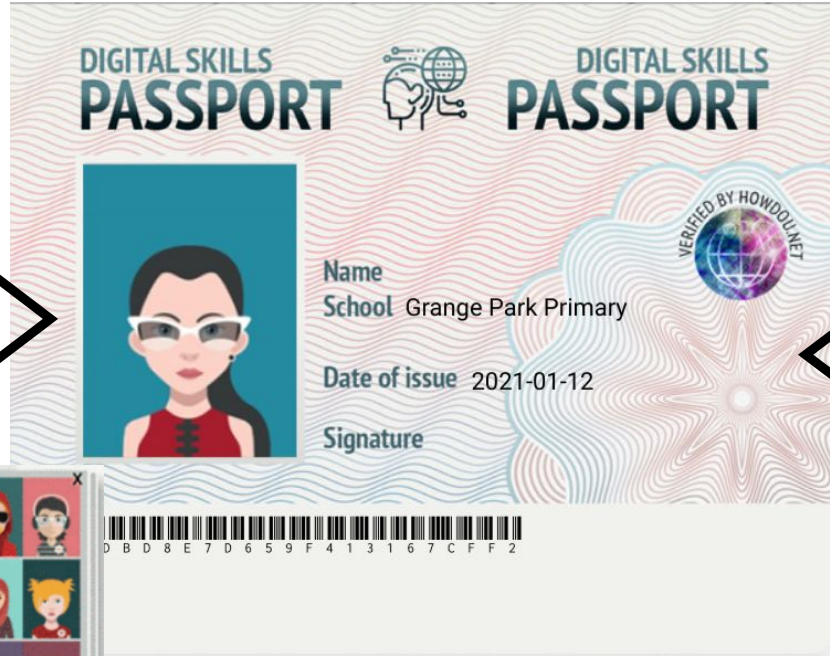 DIGITAL SKILLS
PASSPORT
DIGITAL SKILLS
PASSPORT
VERIFIED BY HOWDOU.NET
Name
School Grange Park Primary
Date of issue 2021-01-12
Signature
X
D B D 8 E 7 D 6 5 9 F 4 1 3 1 6 7 C F F 2